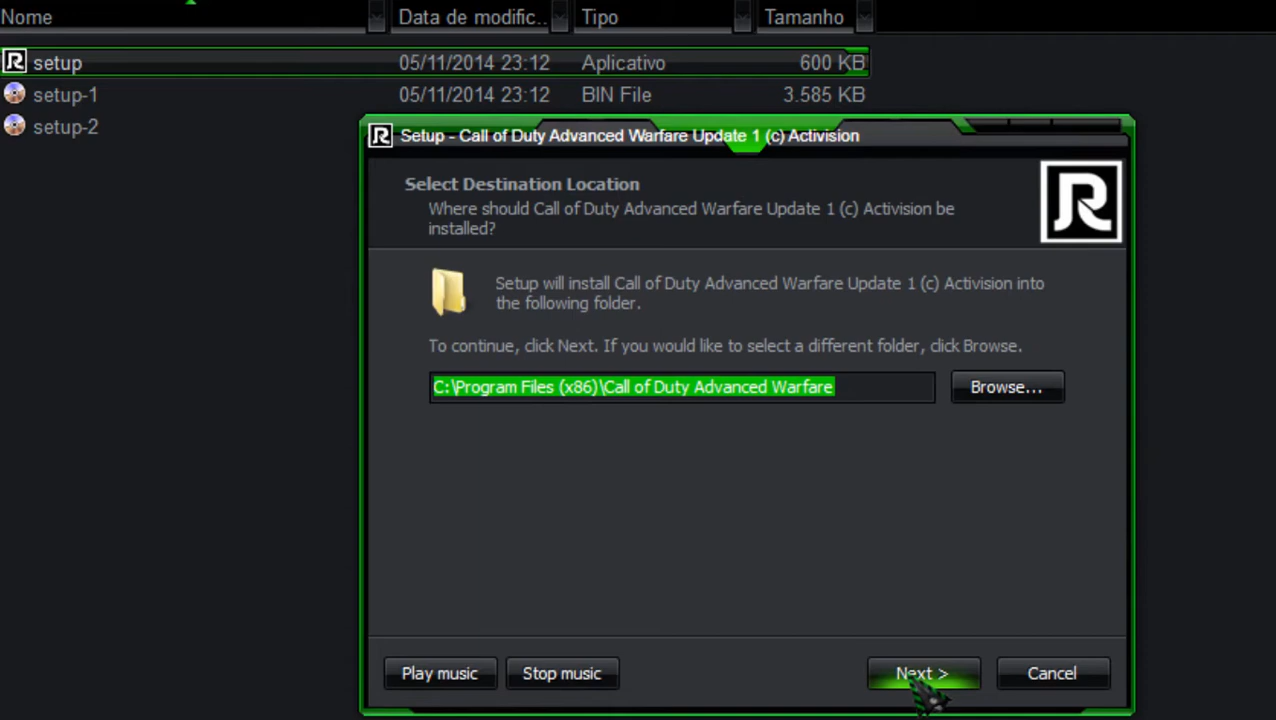 Nome Data de modific... Tipo Tamanho
setup 05/11/2014 23:12 Aplicativo 600 KB
setup-1 05/11/2014 23:12 BIN File 3.585 KB
setup-2
Setup - Call of Duty Advanced Warfare Update 1 (c) Activision
Select Destination Location
Where should Call of Duty Advanced Warfare Update 1 (c) Activision be
installed?
Setup will install Call of Duty Advanced Warfare Update 1 (c) Activision into
the following folder.
To continue, click Next. If you would like to select a different folder, click Browse.
C:\Program Files (x86)\Call of Duty Advanced Warfare Browse...
Play music Stop music Next > Cancel